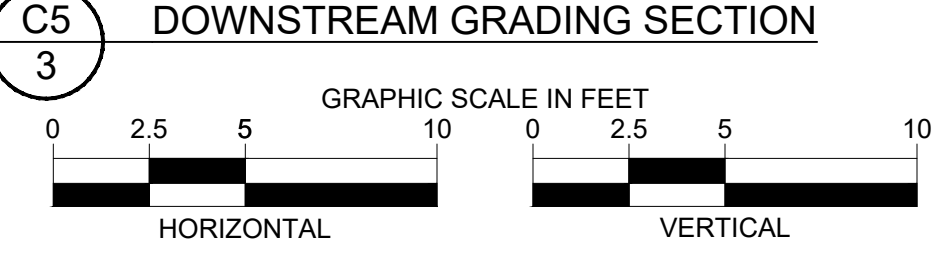 C5
3
DOWNSTREAM GRADING SECTION
GRAPHIC SCALE IN FEET
0 2.5 5 10
0 2.5 5 10
HORIZONTAL
VERTICAL